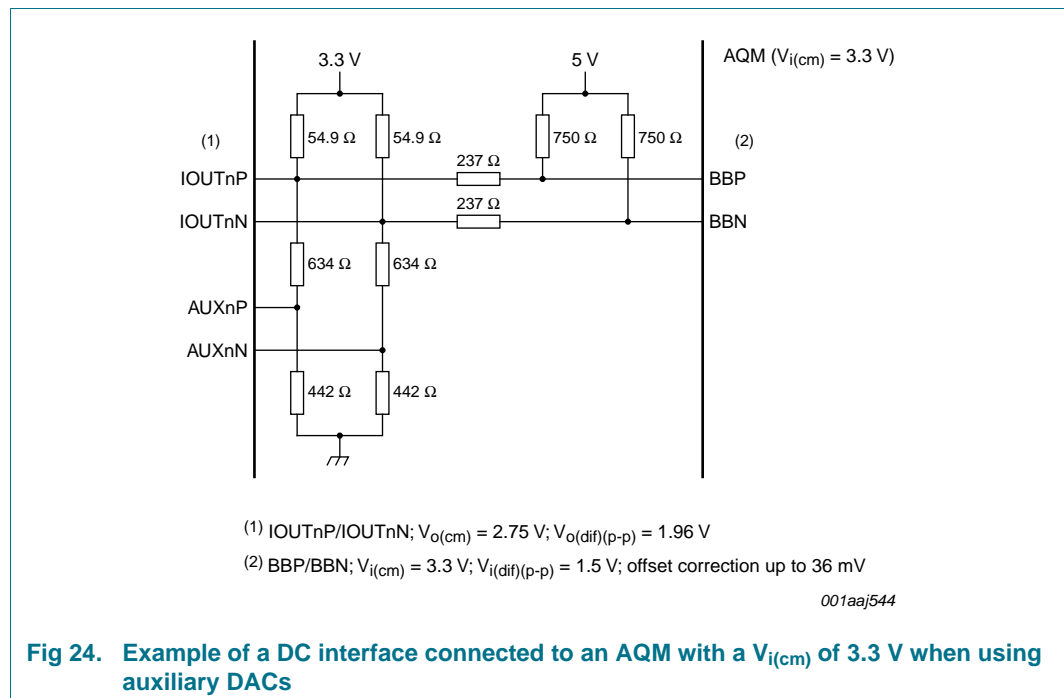 3.3 V
5 V
AQM (Vi(cm) = 3.3 V)
(1)
54.9 Ω
54.9 Ω
750 Ω
750 Ω
(2)
237 Ω
IOUTnP
BBP
237 Ω
IOUTnN
BBN
634 Ω
634 Ω
AUXnP
AUXnN
442 Ω
442 Ω
(1) IOUTnP/IOUTnN; Vo(cm) = 2.75 V; Vo(dif)(p-p) = 1.96 V
(2) BBP/BBN; Vi(cm) = 3.3 V; Vi(dif)(p-p) = 1.5 V; offset correction up to 36 mV
001aaj544
Fig 24. Example of a DC interface connected to an AQM with a Vi(cm) of 3.3 V when using
auxiliary DACs